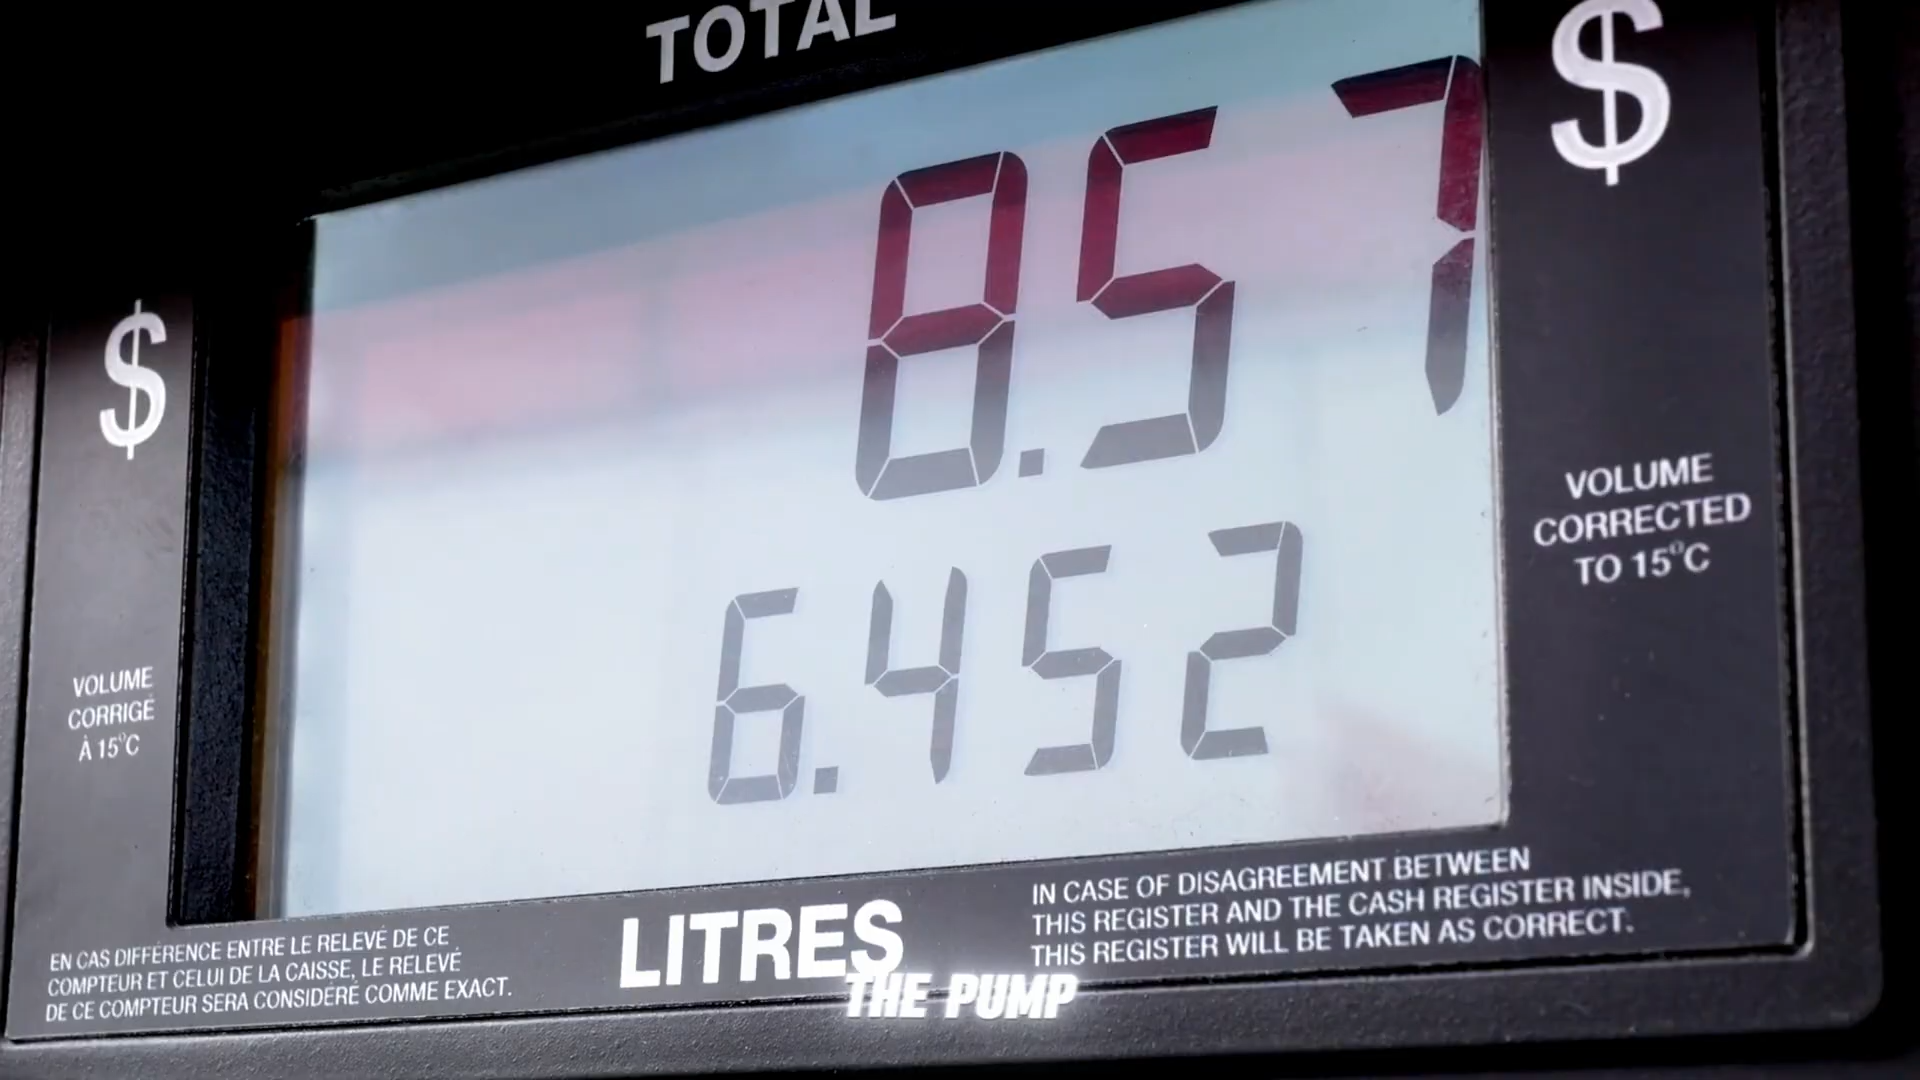 TOTAL
$
8.57
$
6.452
VOLUME
CORRIGÉ
À 15°C
VOLUME
CORRECTED
TO 15°C
EN CAS DIFFÉRENCE ENTRE LE RELEVÉ DE CE
COMPTEUR ET CELUI DE LA CAISSE, LE RELEVÉ
DE CE COMPTEUR SERA CONSIDÉRÉ COMME EXACT.
LITRES
IN CASE OF DISAGREEMENT BETWEEN
THIS REGISTER AND THE CASH REGISTER INSIDE,
THIS REGISTER WILL BE TAKEN AS CORRECT.
THE PUMP